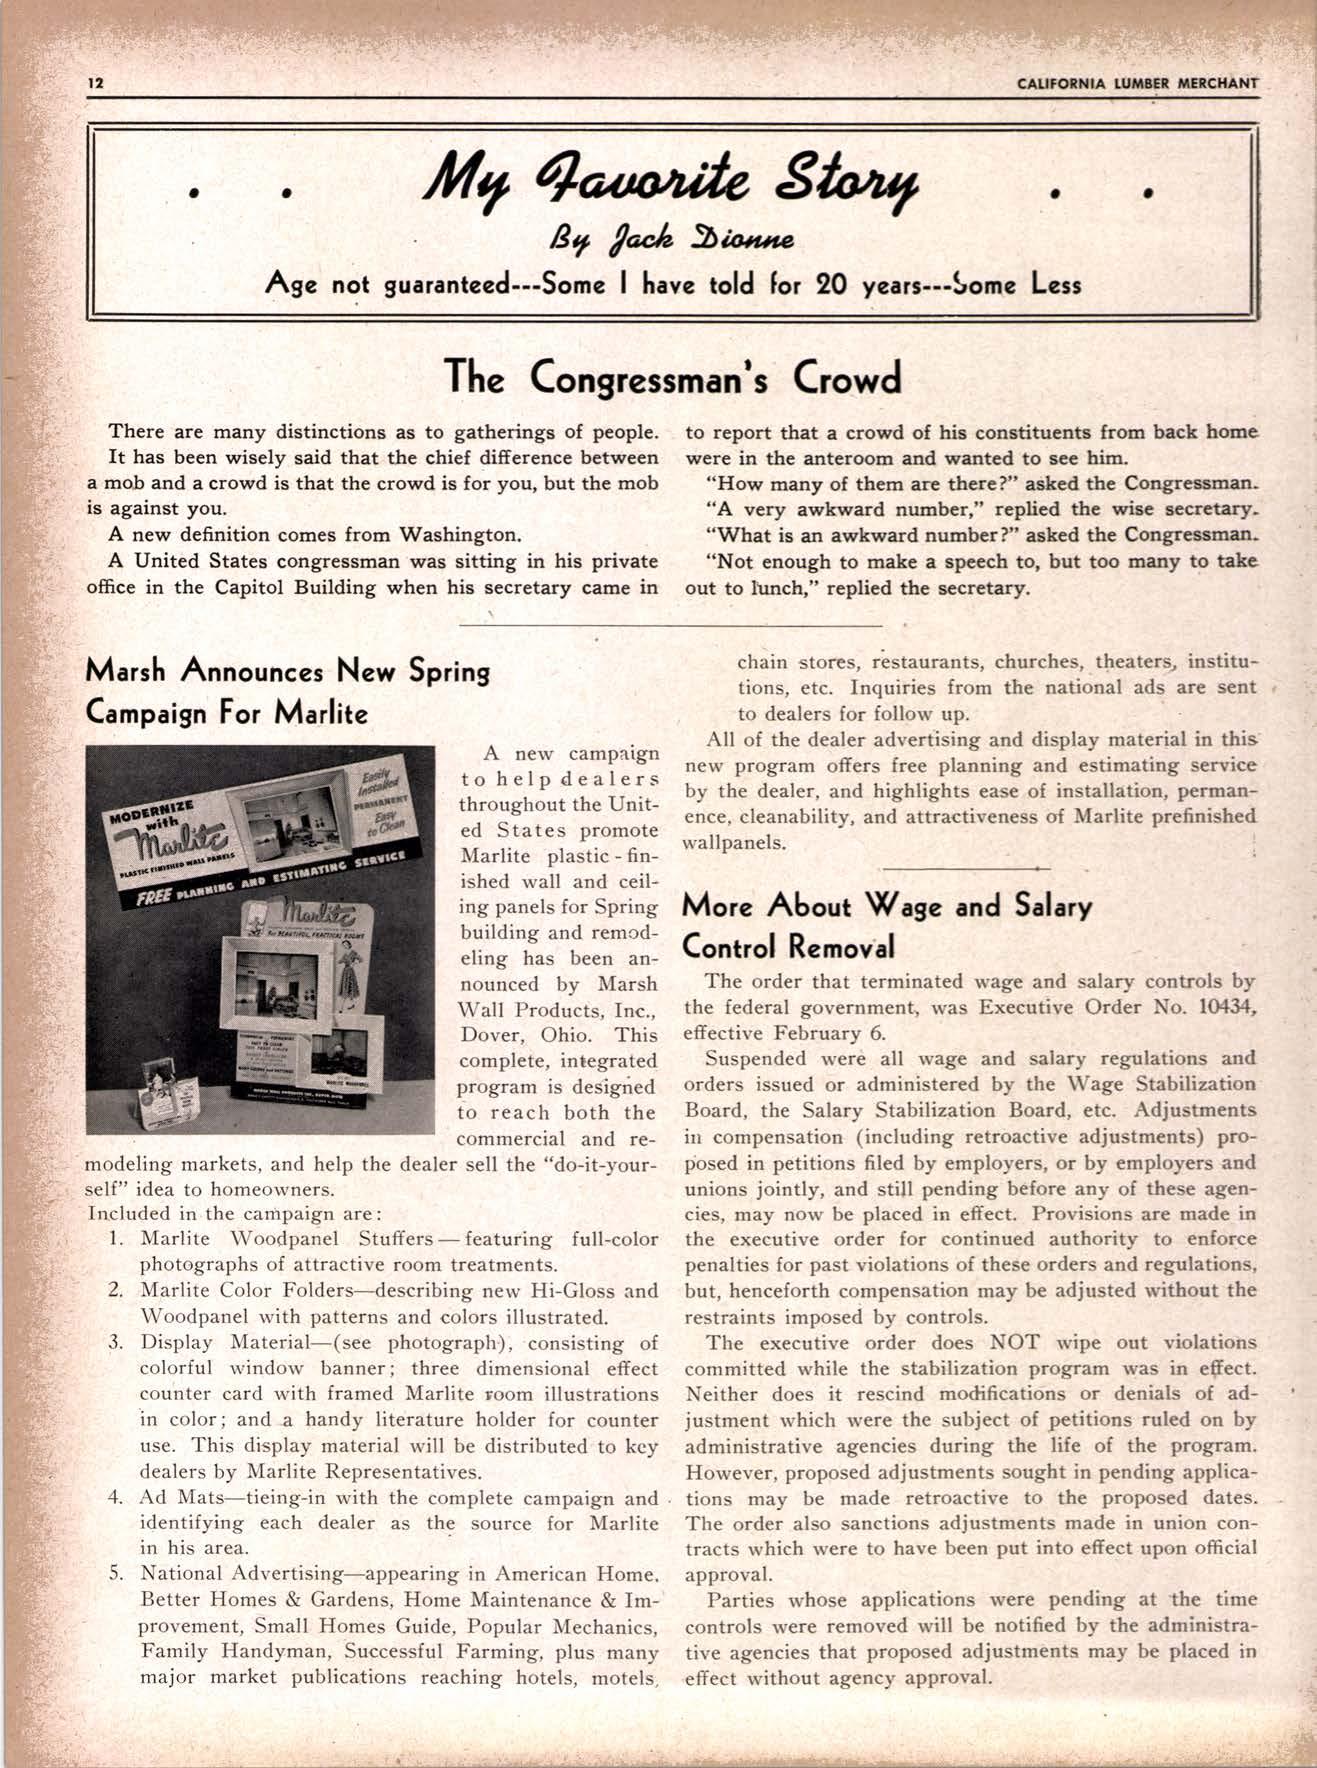 12
CALIFORNIA LUMBER MERCHANT
My Favorite Story
By Jack Dionne
Age not guaranteed---Some I have told for 20 years---Some Less
The Congressman's Crowd
There are many distinctions as to gatherings of people.
It has been wisely said that the chief difference between
a mob and a crowd is that the crowd is for you, but the mob
is against you.
A new definition comes from Washington.
A United States congressman was sitting in his private
office in the Capitol Building when his secretary came in
to report that a crowd of his constituents from back home
were in the anteroom and wanted to see him.
"How many of them are there?" asked the Congressman.
"A very awkward number," replied the wise secretary.
"What is an awkward number?" asked the Congressman.
"Not enough to make a speech to, but too many to take
out to lunch," replied the secretary.
Marsh Announces New Spring
Campaign For Marlite
MODERNIZE
with
Marlite
PLASTIC FINISHED WALL PANELS
Easily
Installed
PERMANENT
Easy
to Clean
FREE PLANNING AND ESTIMATING SERVICE
Marlite
For BEAUTIFUL, PRACTICAL ROOMS
A new campaign
to help dealers
throughout the Unit-
ed States promote
Marlite plastic-fin-
ished wall and ceil-
ing panels for Spring
building and remod-
eling has been an-
nounced by Marsh
Wall Products, Inc.,
Dover, Ohio. This
complete, integrated
program is designed
to reach both the
commercial and re-
modeling markets, and help the dealer sell the "do-it-your-
self" idea to homeowners.
Included in the campaign are:
1. Marlite Woodpanel Stuffers—featuring full-color
photographs of attractive room treatments.
2. Marlite Color Folders—describing new Hi-Gloss and
Woodpanel with patterns and colors illustrated.
3. Display Material—(see photograph), consisting of
colorful window banner; three dimensional effect
counter card with framed Marlite room illustrations
in color; and a handy literature holder for counter
use. This display material will be distributed to key
dealers by Marlite Representatives.
4. Ad Mats—tieing-in with the complete campaign and
identifying each dealer as the source for Marlite
in his area.
5. National Advertising—appearing in American Home,
Better Homes & Gardens, Home Maintenance & Im-
provement, Small Homes Guide, Popular Mechanics,
Family Handyman, Successful Farming, plus many
major market publications reaching hotels, motels,
chain stores, restaurants, churches, theaters, institu-
tions, etc. Inquiries from the national ads are sent
to dealers for follow up.
All of the dealer advertising and display material in this
new program offers free planning and estimating service
by the dealer, and highlights ease of installation, perman-
ence, cleanability, and attractiveness of Marlite prefinished
wallpanels.
More About Wage and Salary
Control Removal
The order that terminated wage and salary controls by
the federal government, was Executive Order No. 10434,
effective February 6.
Suspended were all wage and salary regulations and
orders issued or administered by the Wage Stabilization
Board, the Salary Stabilization Board, etc. Adjustments
in compensation (including retroactive adjustments) pro-
posed in petitions filed by employers, or by employers and
unions jointly, and still pending before any of these agen-
cies, may now be placed in effect. Provisions are made in
the executive order for continued authority to enforce
penalties for past violations of these orders and regulations,
but, henceforth compensation may be adjusted without the
restraints imposed by controls.
The executive order does NOT wipe out violations
committed while the stabilization program was in effect.
Neither does it rescind modifications or denials of ad-
justment which were the subject of petitions ruled on by
administrative agencies during the life of the program.
However, proposed adjustments sought in pending applica-
tions may be made retroactive to the proposed dates.
The order also sanctions adjustments made in union con-
tracts which were to have been put into effect upon official
approval.
Parties whose applications were pending at the time
controls were removed will be notified by the administra-
tive agencies that proposed adjustments may be placed in
effect without agency approval.